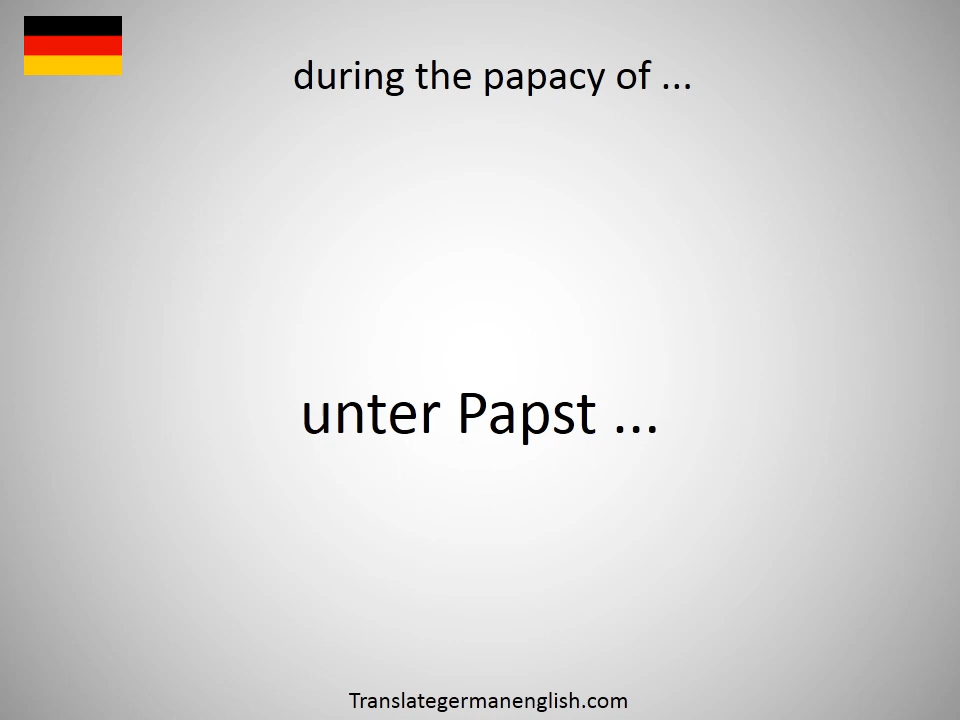 during the papacy of ...
unter Papst ...
Translategermanenglish.com